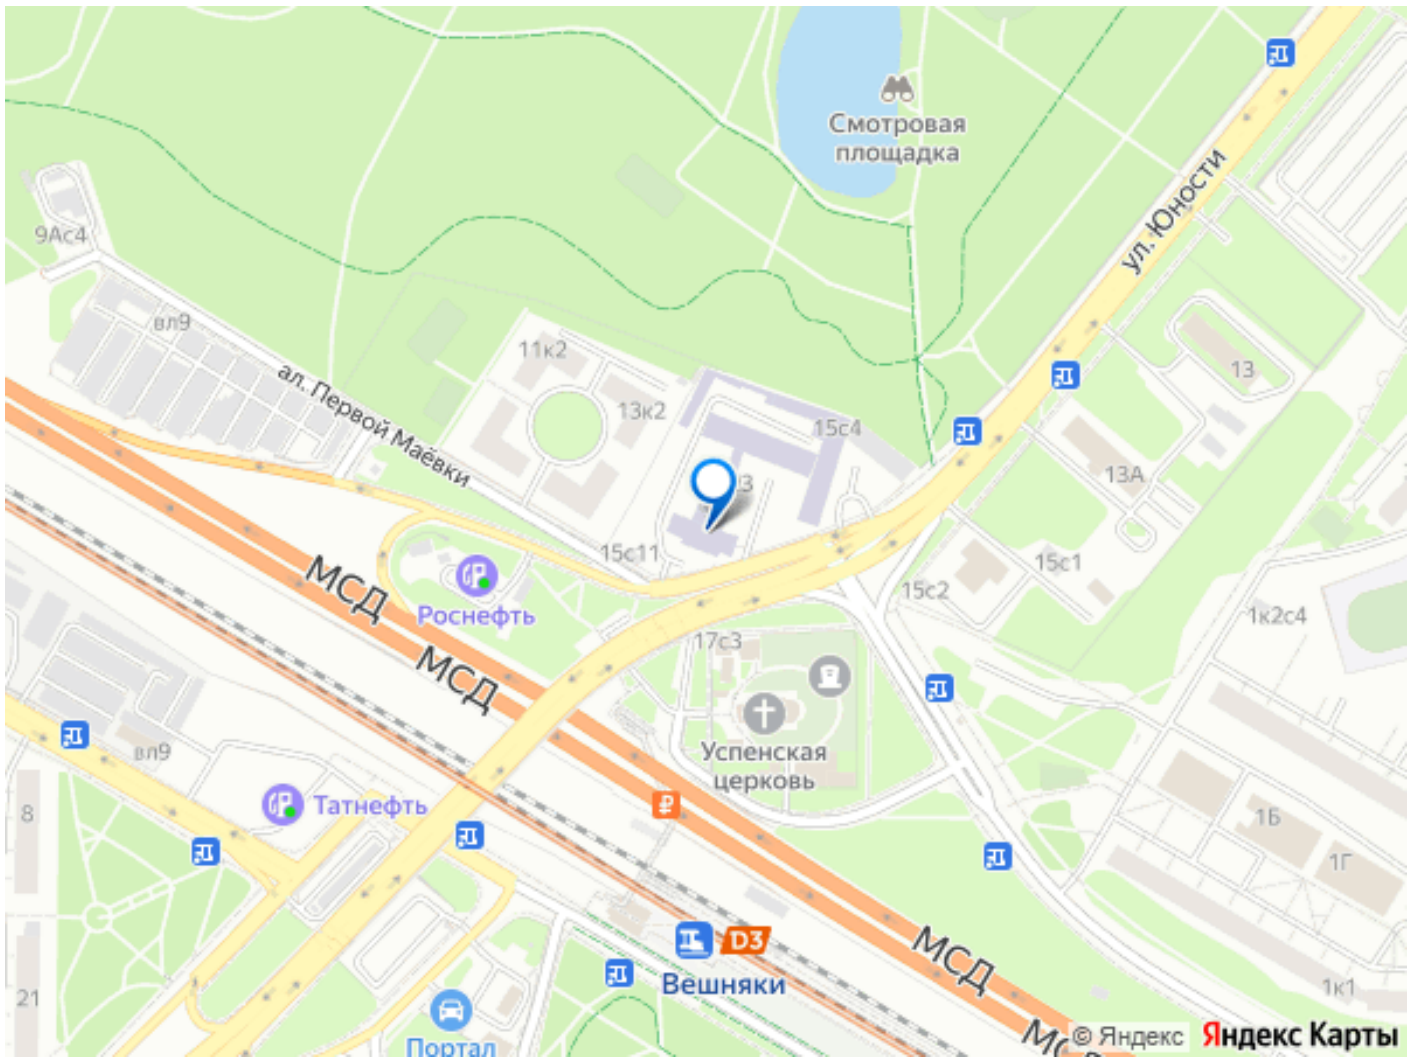 Смотровая
площадка
ул. Юности
9Ас4
вл9
ал. Первой Маёвки
11к2
13к2
15с4
13
13А
15с11
15с2
15с1
1к2с4
МСД
Роснефть
МСД
17с3
Успенская
церковь
вл9
Татнефть
8
₽
1Б
1Г
D3
МСД
Вешняки
21
1к1
Портал
МСД
© Яндекс Яндекс Карты